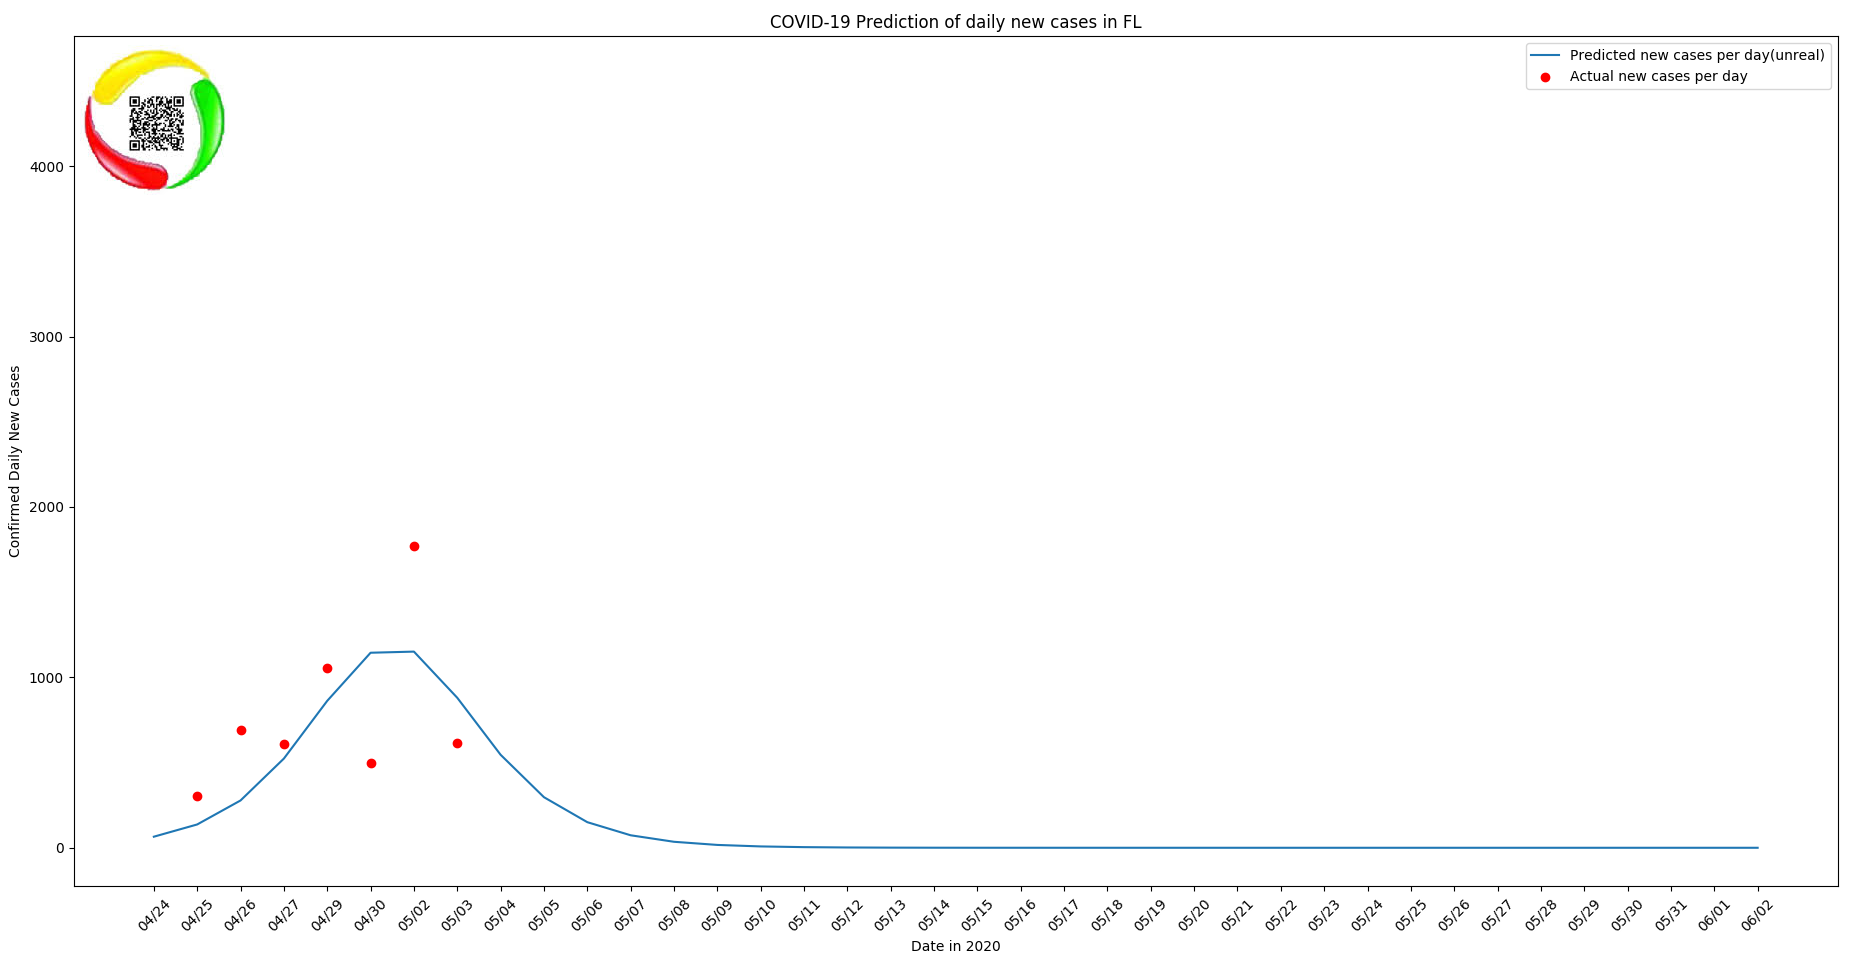 COVID-19 Prediction of daily new cases in FL
Predicted new cases per day(unreal)
Actual new cases per day
Confirmed Daily New Cases
4000
3000
2000
1000
0
04/24 04/25 04/26 04/27 04/29 04/30 05/02 05/03 05/04 05/05 05/06 05/07 05/08 05/09 05/10 05/11 05/12 05/13 05/14 05/15 05/16 05/17 05/18 05/19 05/20 05/21 05/22 05/23 05/24 05/25 05/26 05/27 05/28 05/29 05/30 05/31 06/01 06/02
Date in 2020